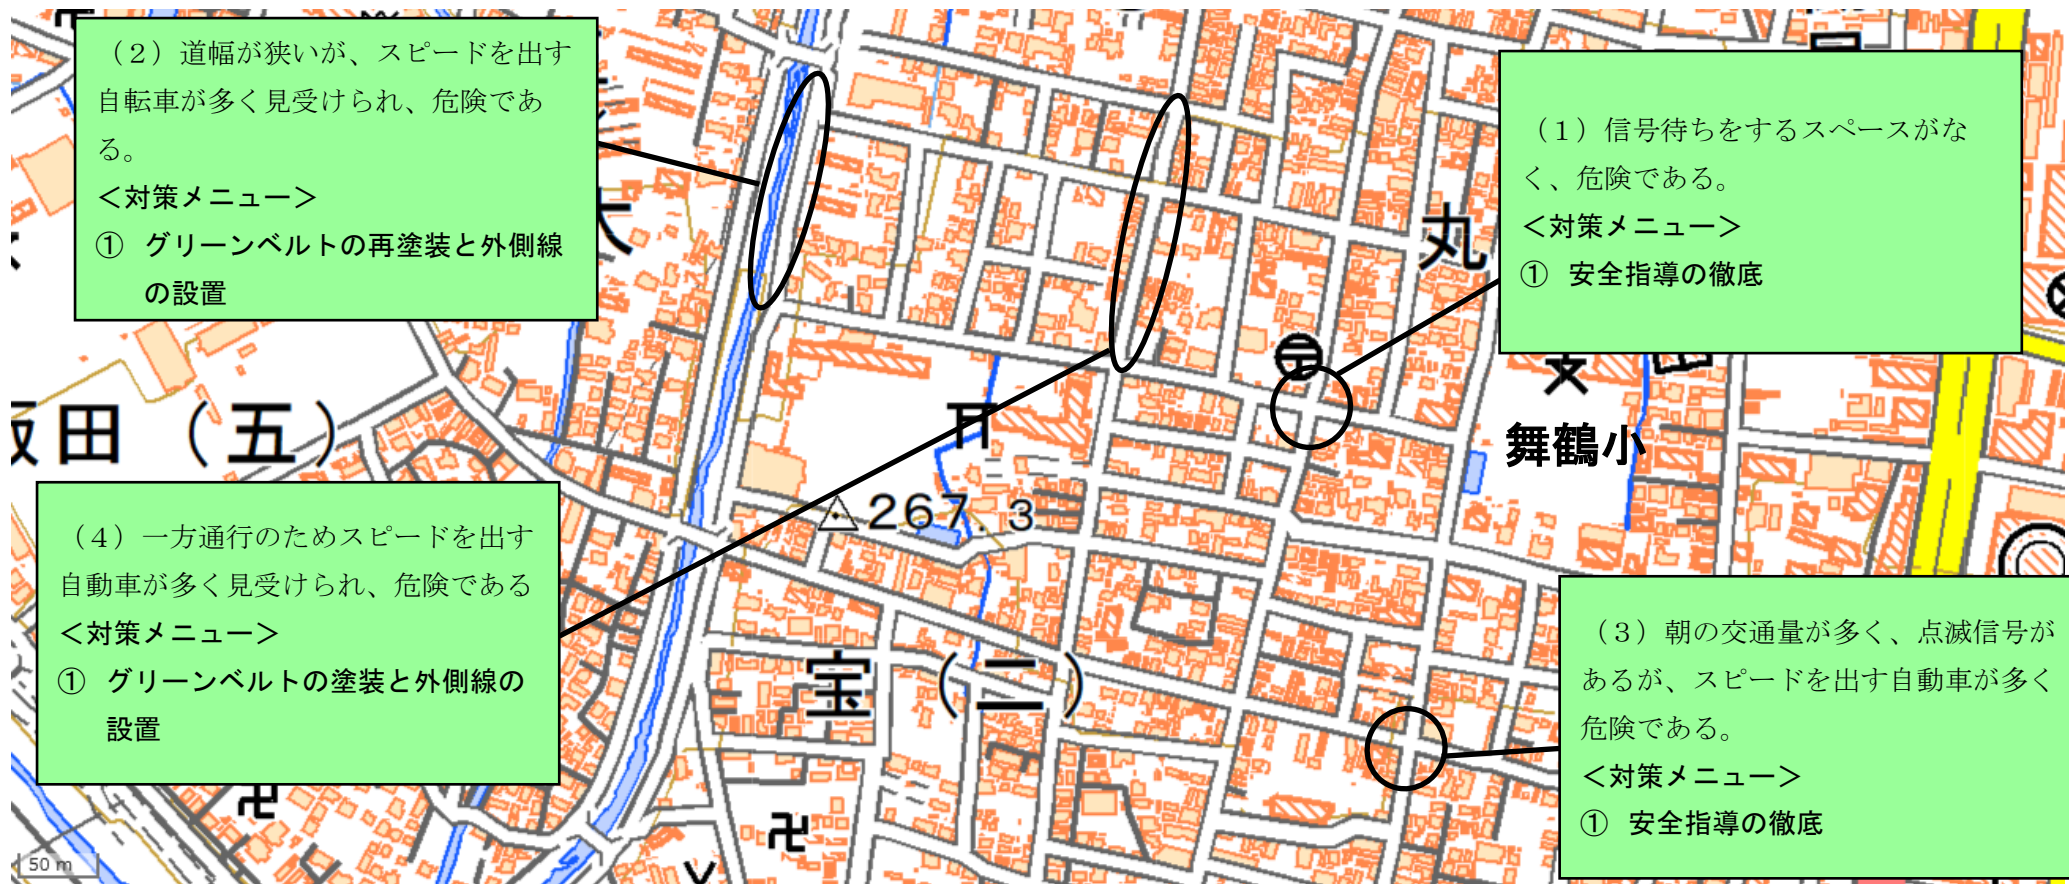 （２）道幅が狭いが、スピードを出す
自転車が多く見受けられ、危険であ
る。
＜対策メニュー＞
① グリーンベルトの再塗装と外側線
の設置
（１）信号待ちをするスペースがな
く、危険である。
＜対策メニュー＞
① 安全指導の徹底
丸
舞鶴小
田（五）
267.3
（４）一方通行のためスピードを出す
自動車が多く見受けられ、危険である
＜対策メニュー＞
① グリーンベルトの塗装と外側線の
設置
宝（二）
（３）朝の交通量が多く、点滅信号が
あるが、スピードを出す自動車が多く
危険である。
＜対策メニュー＞
① 安全指導の徹底
50 m